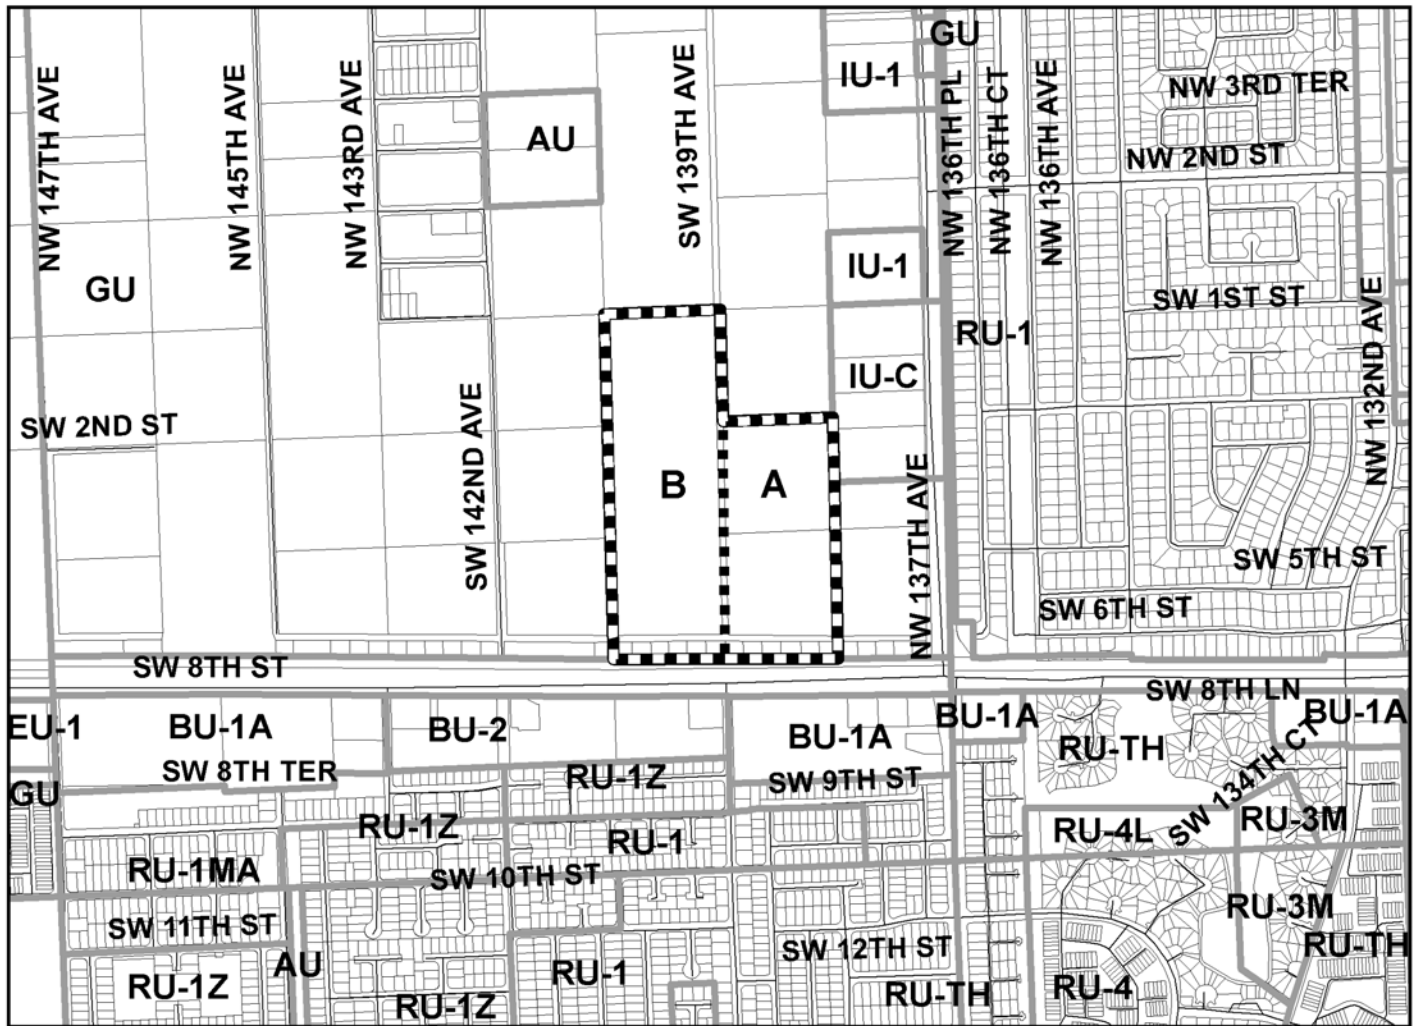 GU
IU-1
NW 3RD TER
NW 147TH AVE
NW 145TH AVE
NW 143RD AVE
AU
SW 139TH AVE
NW 136TH PL
NW 136TH CT
NW 136TH AVE
NW 2ND ST
GU
IU-1
SW 1ST ST
RU-1
NW 132ND AVE
IU-C
SW 2ND ST
SW 142ND AVE
B
A
NW 137TH AVE
SW 5TH ST
SW 6TH ST
SW 8TH ST
SW 8TH LN
EU-1
BU-1A
BU-2
BU-1A
BU-1A
RU-TH
BU-1A
SW 8TH TER
RU-1Z
SW 9TH ST
SW 134TH CT
GU
RU-1Z
RU-1
RU-4L
RU-3M
RU-1MA
SW 10TH ST
RU-3M
SW 11TH ST
AU
RU-1
SW 12TH ST
RU-TH
RU-1Z
RU-1Z
RU-TH
RU-4